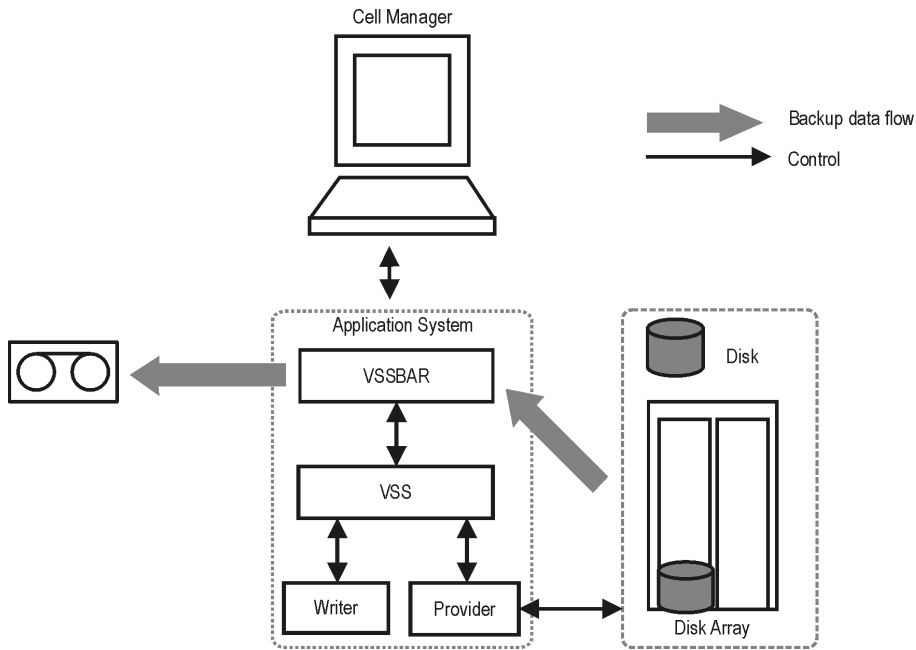 Cell Manager
Backup data flow
Control
Application System
VSSBAR
Disk
VSS
Writer
Provider
Disk Array